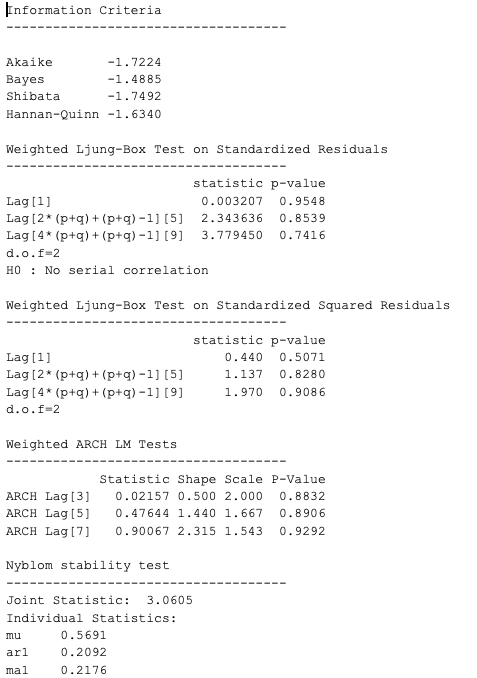 Information Criteria
------------------------------------
Akaike       -1.7224
Bayes        -1.4885
Shibata      -1.7492
Hannan-Quinn -1.6340
Weighted Ljung-Box Test on Standardized Residuals
------------------------------------
                        statistic p-value
Lag[1]                   0.003207  0.9548
Lag[2*(p+q)+(p+q)-1][5]  2.343636  0.8539
Lag[4*(p+q)+(p+q)-1][9]  3.779450  0.7416
d.o.f=2
H0 : No serial correlation
Weighted Ljung-Box Test on Standardized Squared Residuals
------------------------------------
                        statistic p-value
Lag[1]                      0.440  0.5071
Lag[2*(p+q)+(p+q)-1][5]     1.137  0.8280
Lag[4*(p+q)+(p+q)-1][9]     1.970  0.9086
d.o.f=2
Weighted ARCH LM Tests
------------------------------------
            Statistic Shape Scale P-Value
ARCH Lag[3]   0.02157 0.500 2.000  0.8832
ARCH Lag[5]   0.47644 1.440 1.667  0.8906
ARCH Lag[7]   0.90067 2.315 1.543  0.9292
Nyblom stability test
------------------------------------
Joint Statistic:  3.0605
Individual Statistics:
mu     0.5691
ar1    0.2092
ma1    0.2176